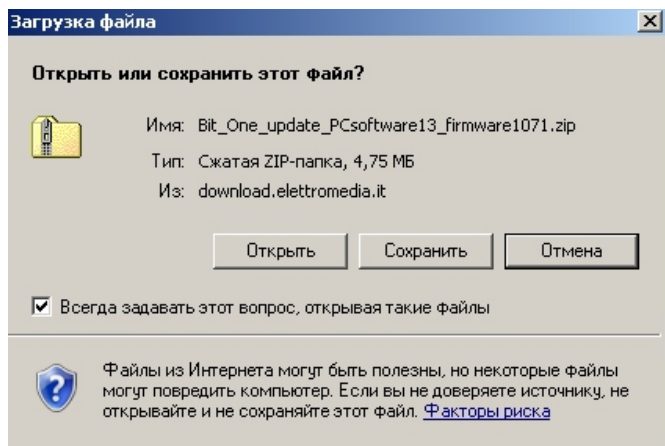 Загрузка файла
Открыть или сохранить этот файл?
Имя: Bit_One_update_PCsoftware13_firmware1071.zip
Тип: Сжатая ZIP-папка, 4,75 МБ
Из: download.elettromedia.it
Открыть Сохранить Отмена
Всегда задавать этот вопрос, открывая такие файлы
Файлы из Интернета могут быть полезны, но некоторые файлы
могут повредить компьютер. Если вы не доверяете источнику, не
открывайте и не сохраняйте этот файл. Факторы риска